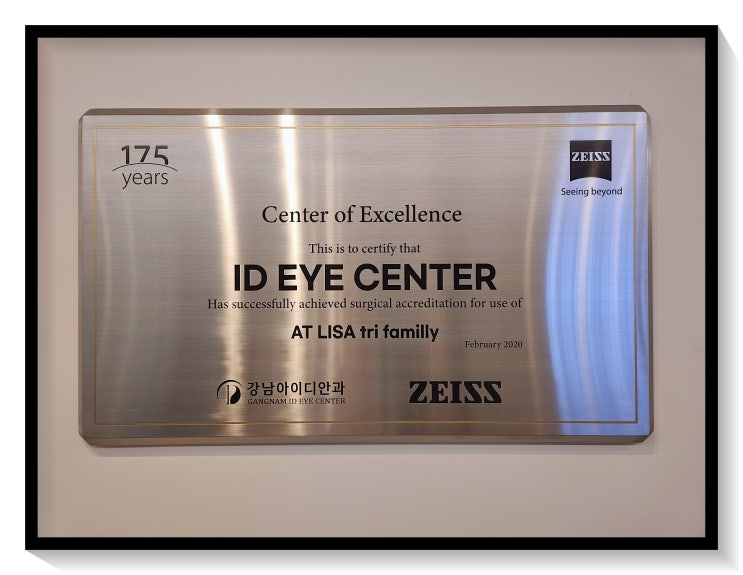 175
years
ZEISS
Seeing beyond
Center of Excellence
This is to certify that
ID EYE CENTER
Has successfully achieved surgical accreditation for use of
AT LISA tri familly
February 2020
강남아이디안과
GANGNAM ID EYE CENTER
ZEISS